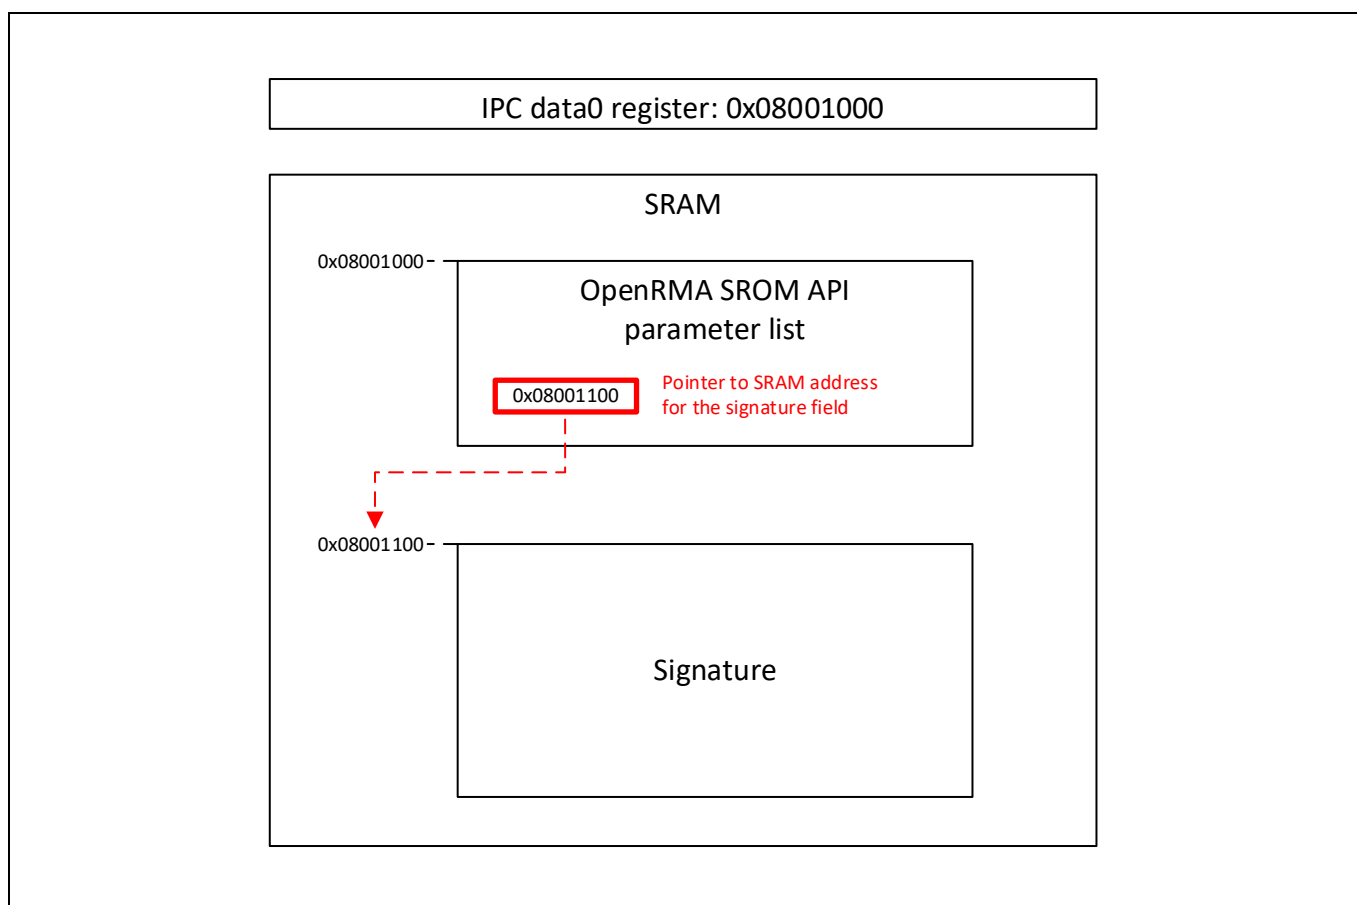 IPC data0 register: 0x08001000
SRAM
0x08001000
OpenRMA SROM API
parameter list
0x08001100
Pointer to SRAM address
for the signature field
0x08001100
Signature